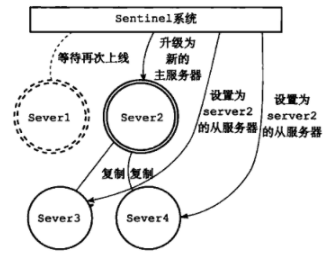 Sentinel系统
等待再次上线
升级为
新的
主服务器
设置为
server2
的从服务器
设置为
server2
的从服务器
Sever1
Sever2
复制
复制
Sever3
Sever4